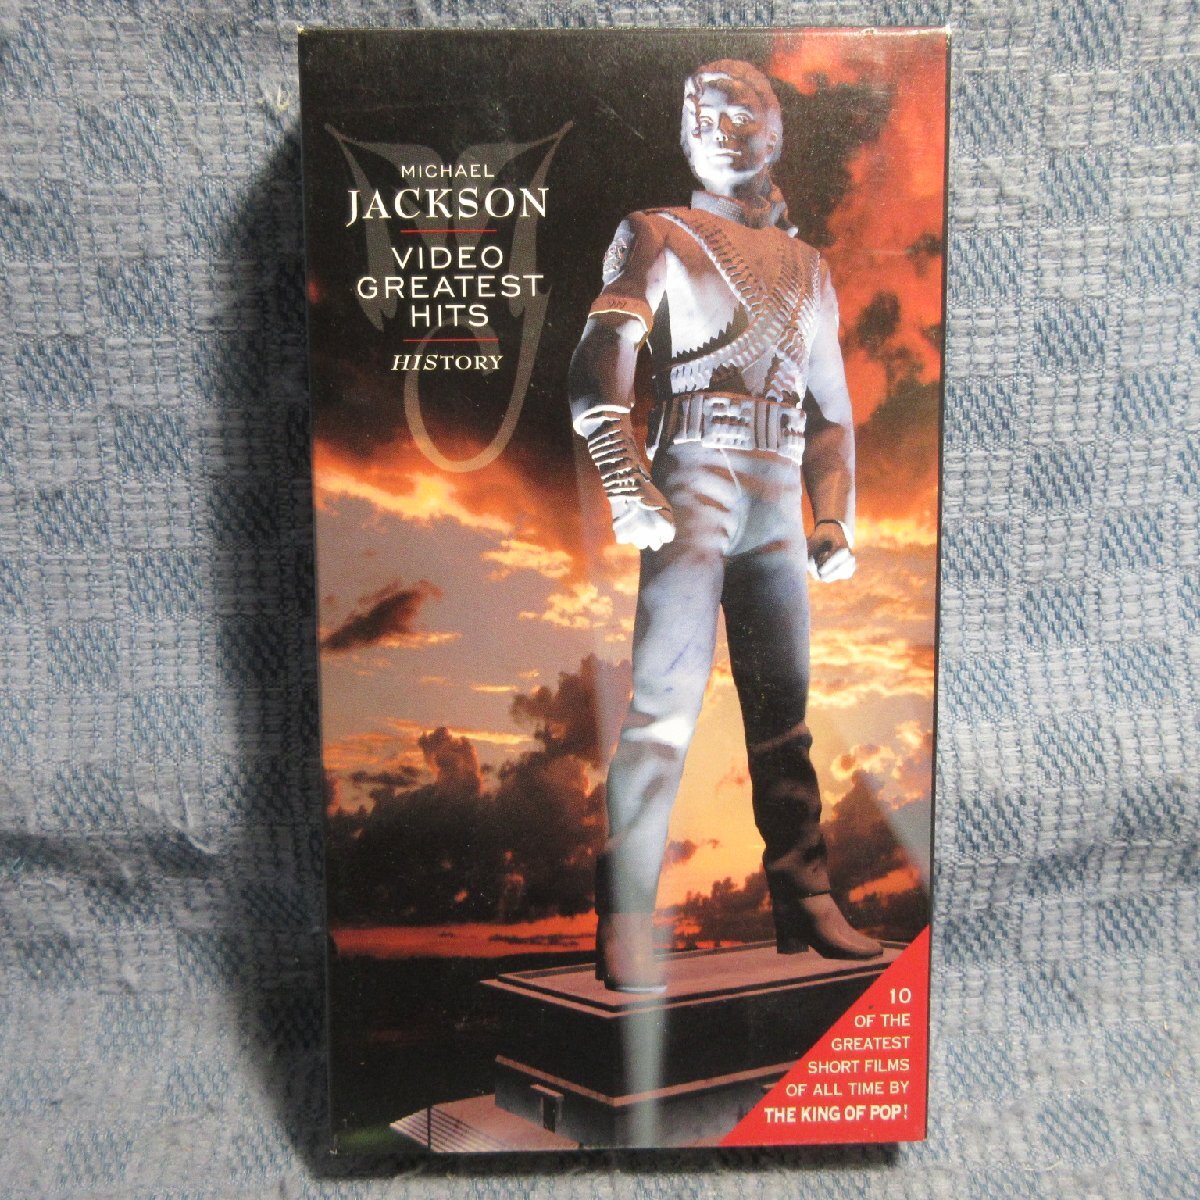 MICHAEL
JACKSON
VIDEO
GREATEST
HITS
HISTORY
10
OF THE
GREATEST
SHORT FILMS
OF ALL TIME BY
THE KING OF POP!